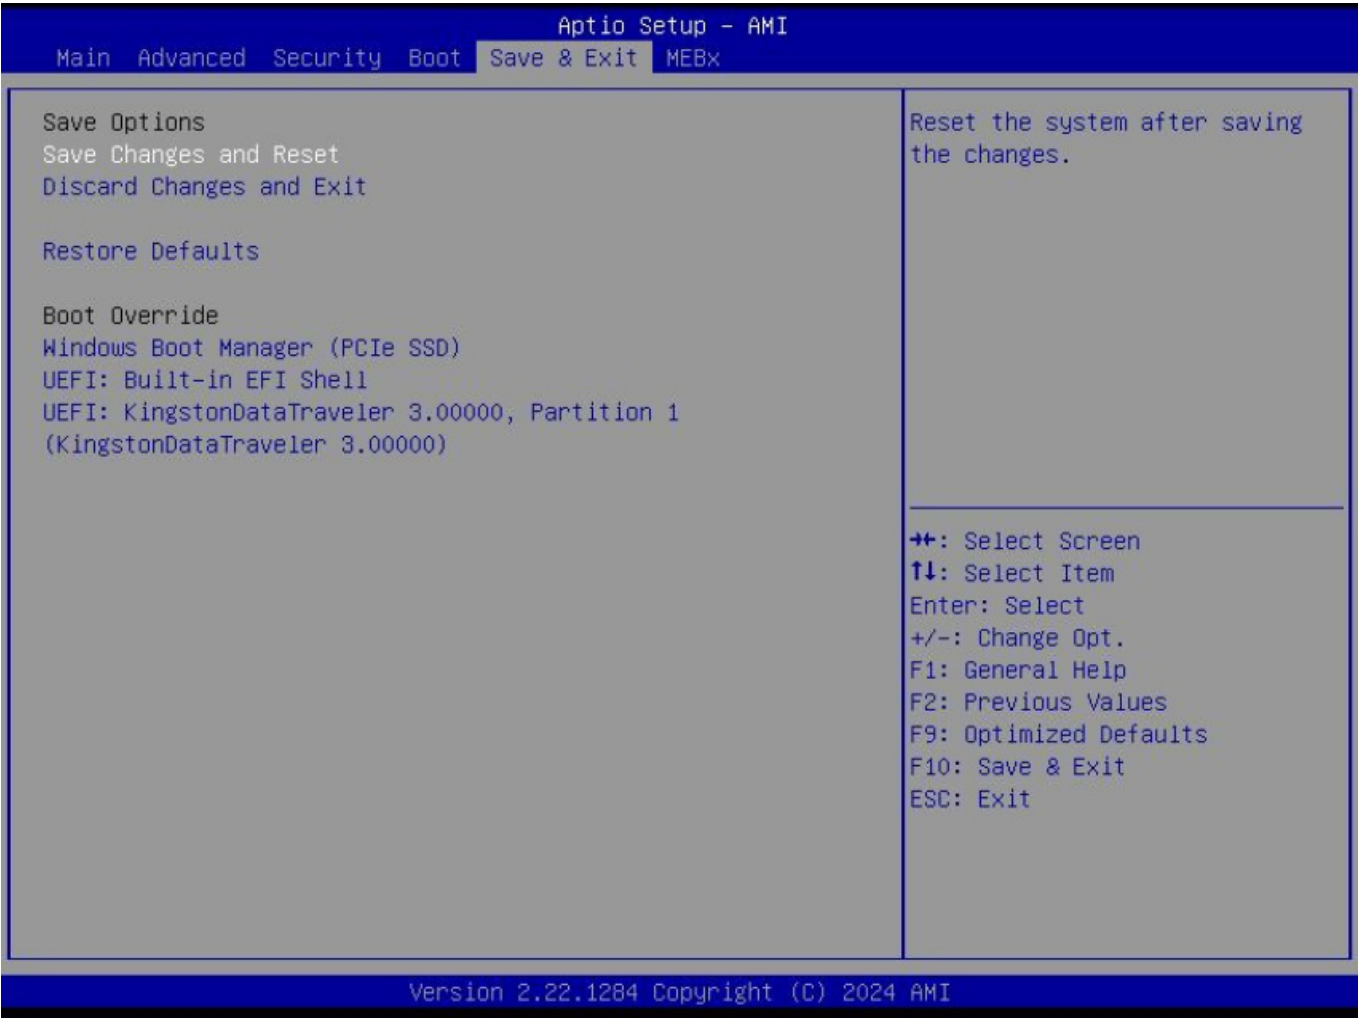 Aptio Setup – AMI
Main Advanced Security Boot Save & Exit MEBx
Save Options
Save Changes and Reset
Discard Changes and Exit
Restore Defaults
Boot Override
Windows Boot Manager (PCIe SSD)
UEFI: Built-in EFI Shell
UEFI: KingstonDataTraveler 3.00000, Partition 1
(KingstonDataTraveler 3.00000)
Reset the system after saving
the changes.
→←: Select Screen
↑↓: Select Item
Enter: Select
+/-: Change Opt.
F1: General Help
F2: Previous Values
F9: Optimized Defaults
F10: Save & Exit
ESC: Exit
Version 2.22.1284 Copyright (C) 2024 AMI